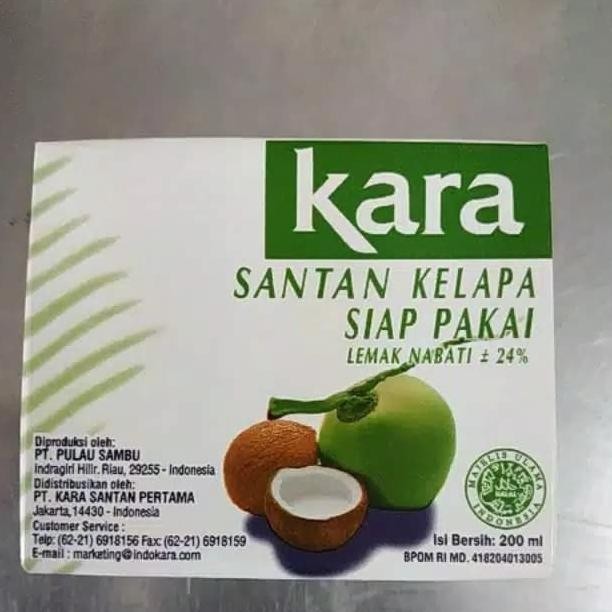 kara
SANTAN KELAPA
SIAP PAKAI
LEMAK NABATI ± 24%
Diproduksi oleh:
PT. PULAU SAMBU
Indragiri Hilir. Riau, 29255 - Indonesia
Didistribusikan oleh:
PT. KARA SANTAN PERTAMA
Jakarta,14430 - Indonesia
Customer Service :
Telp: (62-21) 6918156 Fax: (62-21) 6918159
E-mail : marketing@indokara.com
MAJELIS ULAMA
HALAL
INDONESIA
Isi Bersih: 200 ml
BPOM RI MD. 418204013005